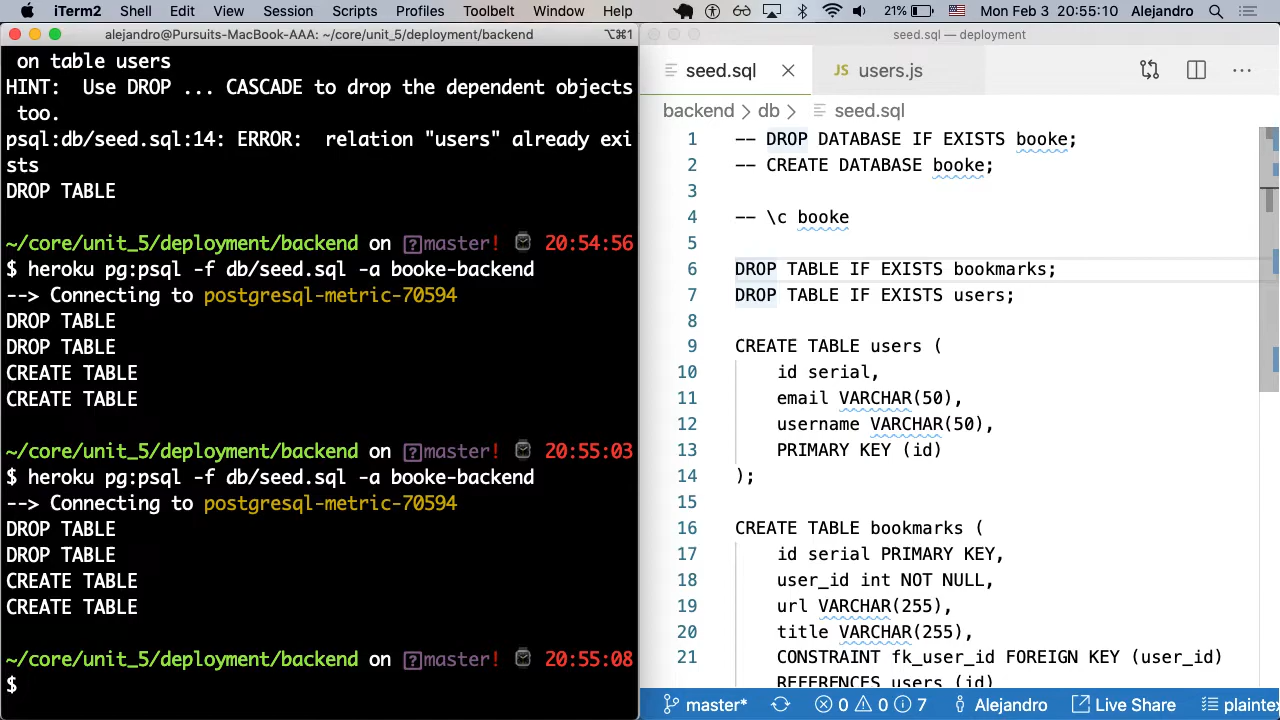 iTerm2 Shell Edit View Session Scripts Profiles Toolbelt Window Help 21% Mon Feb 3 20:55:10 Alejandro
alejandro@Pursuits-MacBook-AAA: ~/core/unit_5/deployment/backend ⌥⌘1
on table users
HINT:  Use DROP ... CASCADE to drop the dependent objects
too.
psql:db/seed.sql:14: ERROR:  relation "users" already exi
sts
DROP TABLE
~/core/unit_5/deployment/backend on ?master! 20:54:56
$ heroku pg:psql -f db/seed.sql -a booke-backend
--> Connecting to postgresql-metric-70594
DROP TABLE
DROP TABLE
CREATE TABLE
CREATE TABLE
~/core/unit_5/deployment/backend on ?master! 20:55:03
$ heroku pg:psql -f db/seed.sql -a booke-backend
--> Connecting to postgresql-metric-70594
DROP TABLE
DROP TABLE
CREATE TABLE
CREATE TABLE
~/core/unit_5/deployment/backend on ?master! 20:55:08
$
seed.sql — deployment
seed.sql JS users.js
backend > db > seed.sql
1 -- DROP DATABASE IF EXISTS booke;
2 -- CREATE DATABASE booke;
3
4 -- \c booke
5
6 DROP TABLE IF EXISTS bookmarks;
7 DROP TABLE IF EXISTS users;
8
9 CREATE TABLE users (
10 id serial,
11 email VARCHAR(50),
12 username VARCHAR(50),
13 PRIMARY KEY (id)
14 );
15
16 CREATE TABLE bookmarks (
17 id serial PRIMARY KEY,
18 user_id int NOT NULL,
19 url VARCHAR(255),
20 title VARCHAR(255),
21 CONSTRAINT fk_user_id FOREIGN KEY (user_id)
REFERENCES users (id)
master* 0 0 7 Alejandro Live Share plaintex